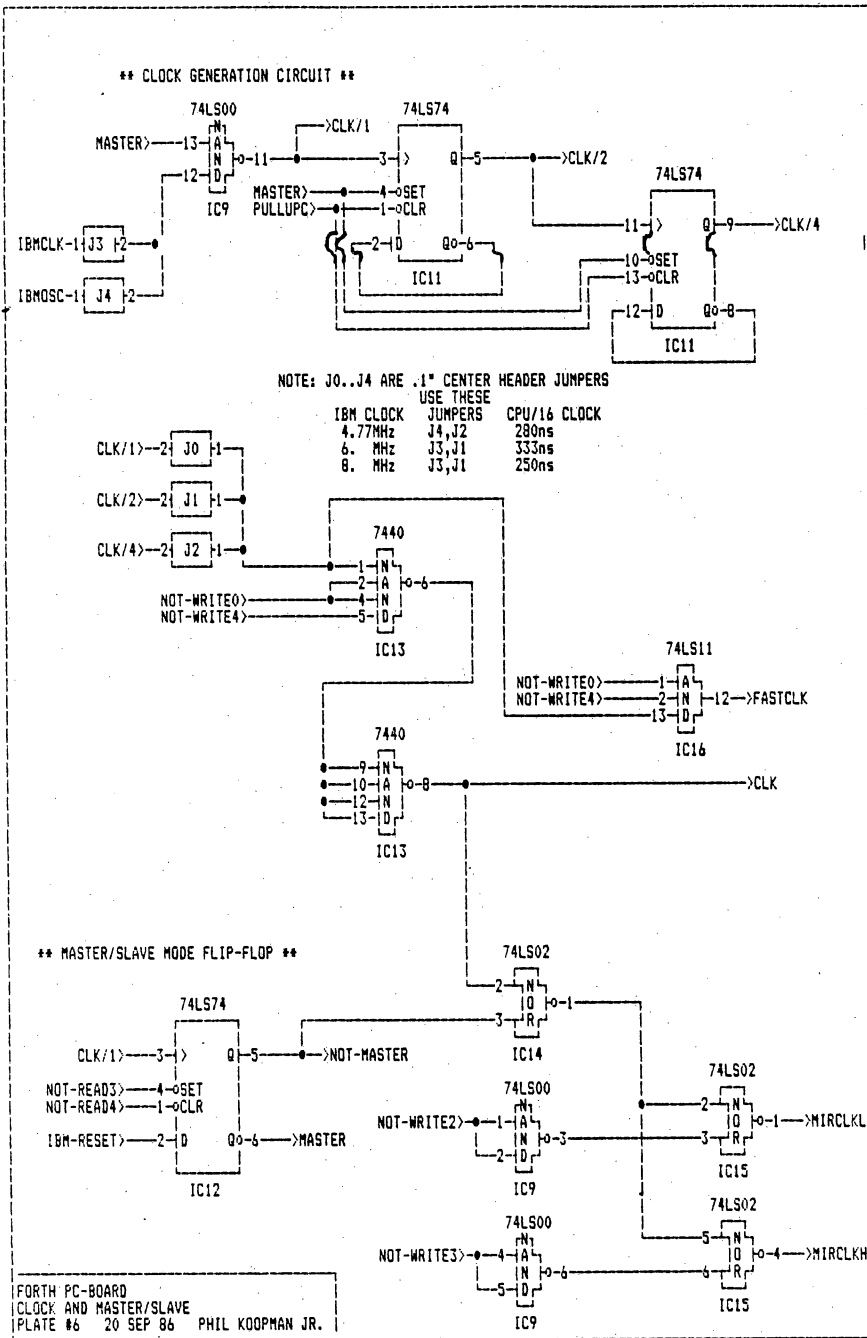 ** CLOCK GENERATION CIRCUIT **
74LS00
MASTER>
13
12
NAND
11
IC9
>CLK/1
74LS74
3
>
Q
5
>CLK/2
MASTER>
4
SET
PULLUPC>
1
CLR
2
D
Q
6
IC11
74LS74
11
>
Q
9
>CLK/4
10
SET
13
CLR
12
D
Q
8
IC11
IBMCLK-1
J3
2
IBMOSC-1
J4
2
NOTE: J0..J4 ARE .1" CENTER HEADER JUMPERS
USE THESE
IBM CLOCK JUMPERS CPU/16 CLOCK
4.77MHz J4,J2 280ns
6. MHz J3,J1 333ns
8. MHz J3,J1 250ns
CLK/1>
2
J0
1
CLK/2>
2
J1
1
CLK/4>
2
J2
1
7440
1
2
4
5
NAND
6
NOT-WRITE0>
NOT-WRITE4>
IC13
74LS11
NOT-WRITE0>
1
NOT-WRITE4>
2
13
AND
12
>FASTCLK
IC16
7440
9
10
12
13
NAND
8
>CLK
IC13
** MASTER/SLAVE MODE FLIP-FLOP **
74LS02
2
3
NOR
1
IC14
74LS74
CLK/1>
3
>
Q
5
>NOT-MASTER
NOT-READ3>
4
SET
NOT-READ4>
1
CLR
IBM-RESET>
2
D
Q
6
>MASTER
IC12
74LS00
NOT-WRITE2>
1
2
NAND
3
IC9
74LS02
2
3
NOR
1
>MIRCLKL
IC15
74LS00
NOT-WRITE3>
4
5
NAND
6
IC9
74LS02
5
6
NOR
4
>MIRCLKH
IC15
FORTH PC-BOARD
CLOCK AND MASTER/SLAVE
PLATE #6 20 SEP 86 PHIL KOOPMAN JR.